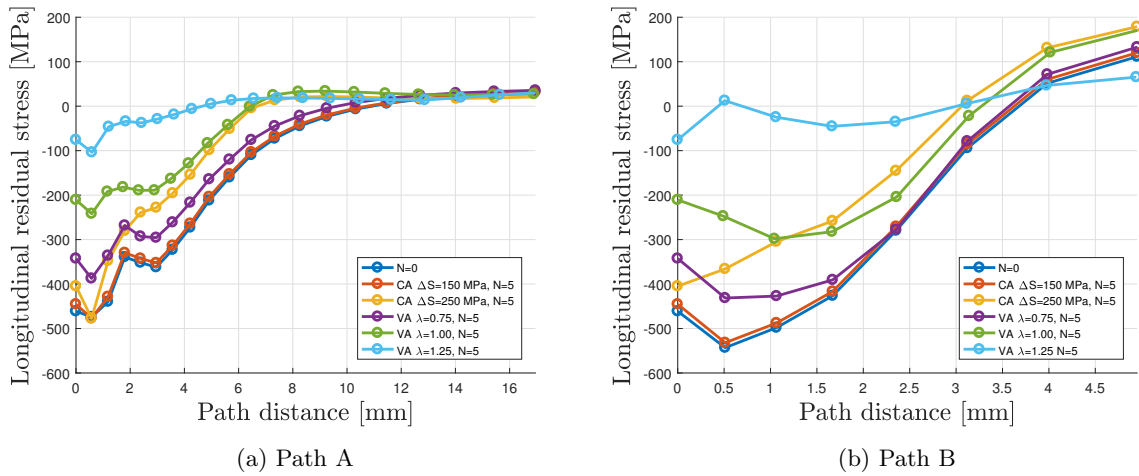 Longitudinal residual stress [MPa]
200
100
0
-100
-200
-300
-400
-500
-600
0
2
4
6
8
10
12
14
16
Path distance [mm]
N=0
CA ΔS=150 MPa, N=5
CA ΔS=250 MPa, N=5
VA λ=0.75, N=5
VA λ=1.00, N=5
VA λ=1.25, N=5
(a) Path A
Longitudinal residual stress [MPa]
200
100
0
-100
-200
-300
-400
-500
-600
0
0.5
1
1.5
2
2.5
3
3.5
4
4.5
Path distance [mm]
N=0
CA ΔS=150 MPa, N=5
CA ΔS=250 MPa, N=5
VA λ=0.75, N=5
VA λ=1.00, N=5
VA λ=1.25 N=5
(b) Path B